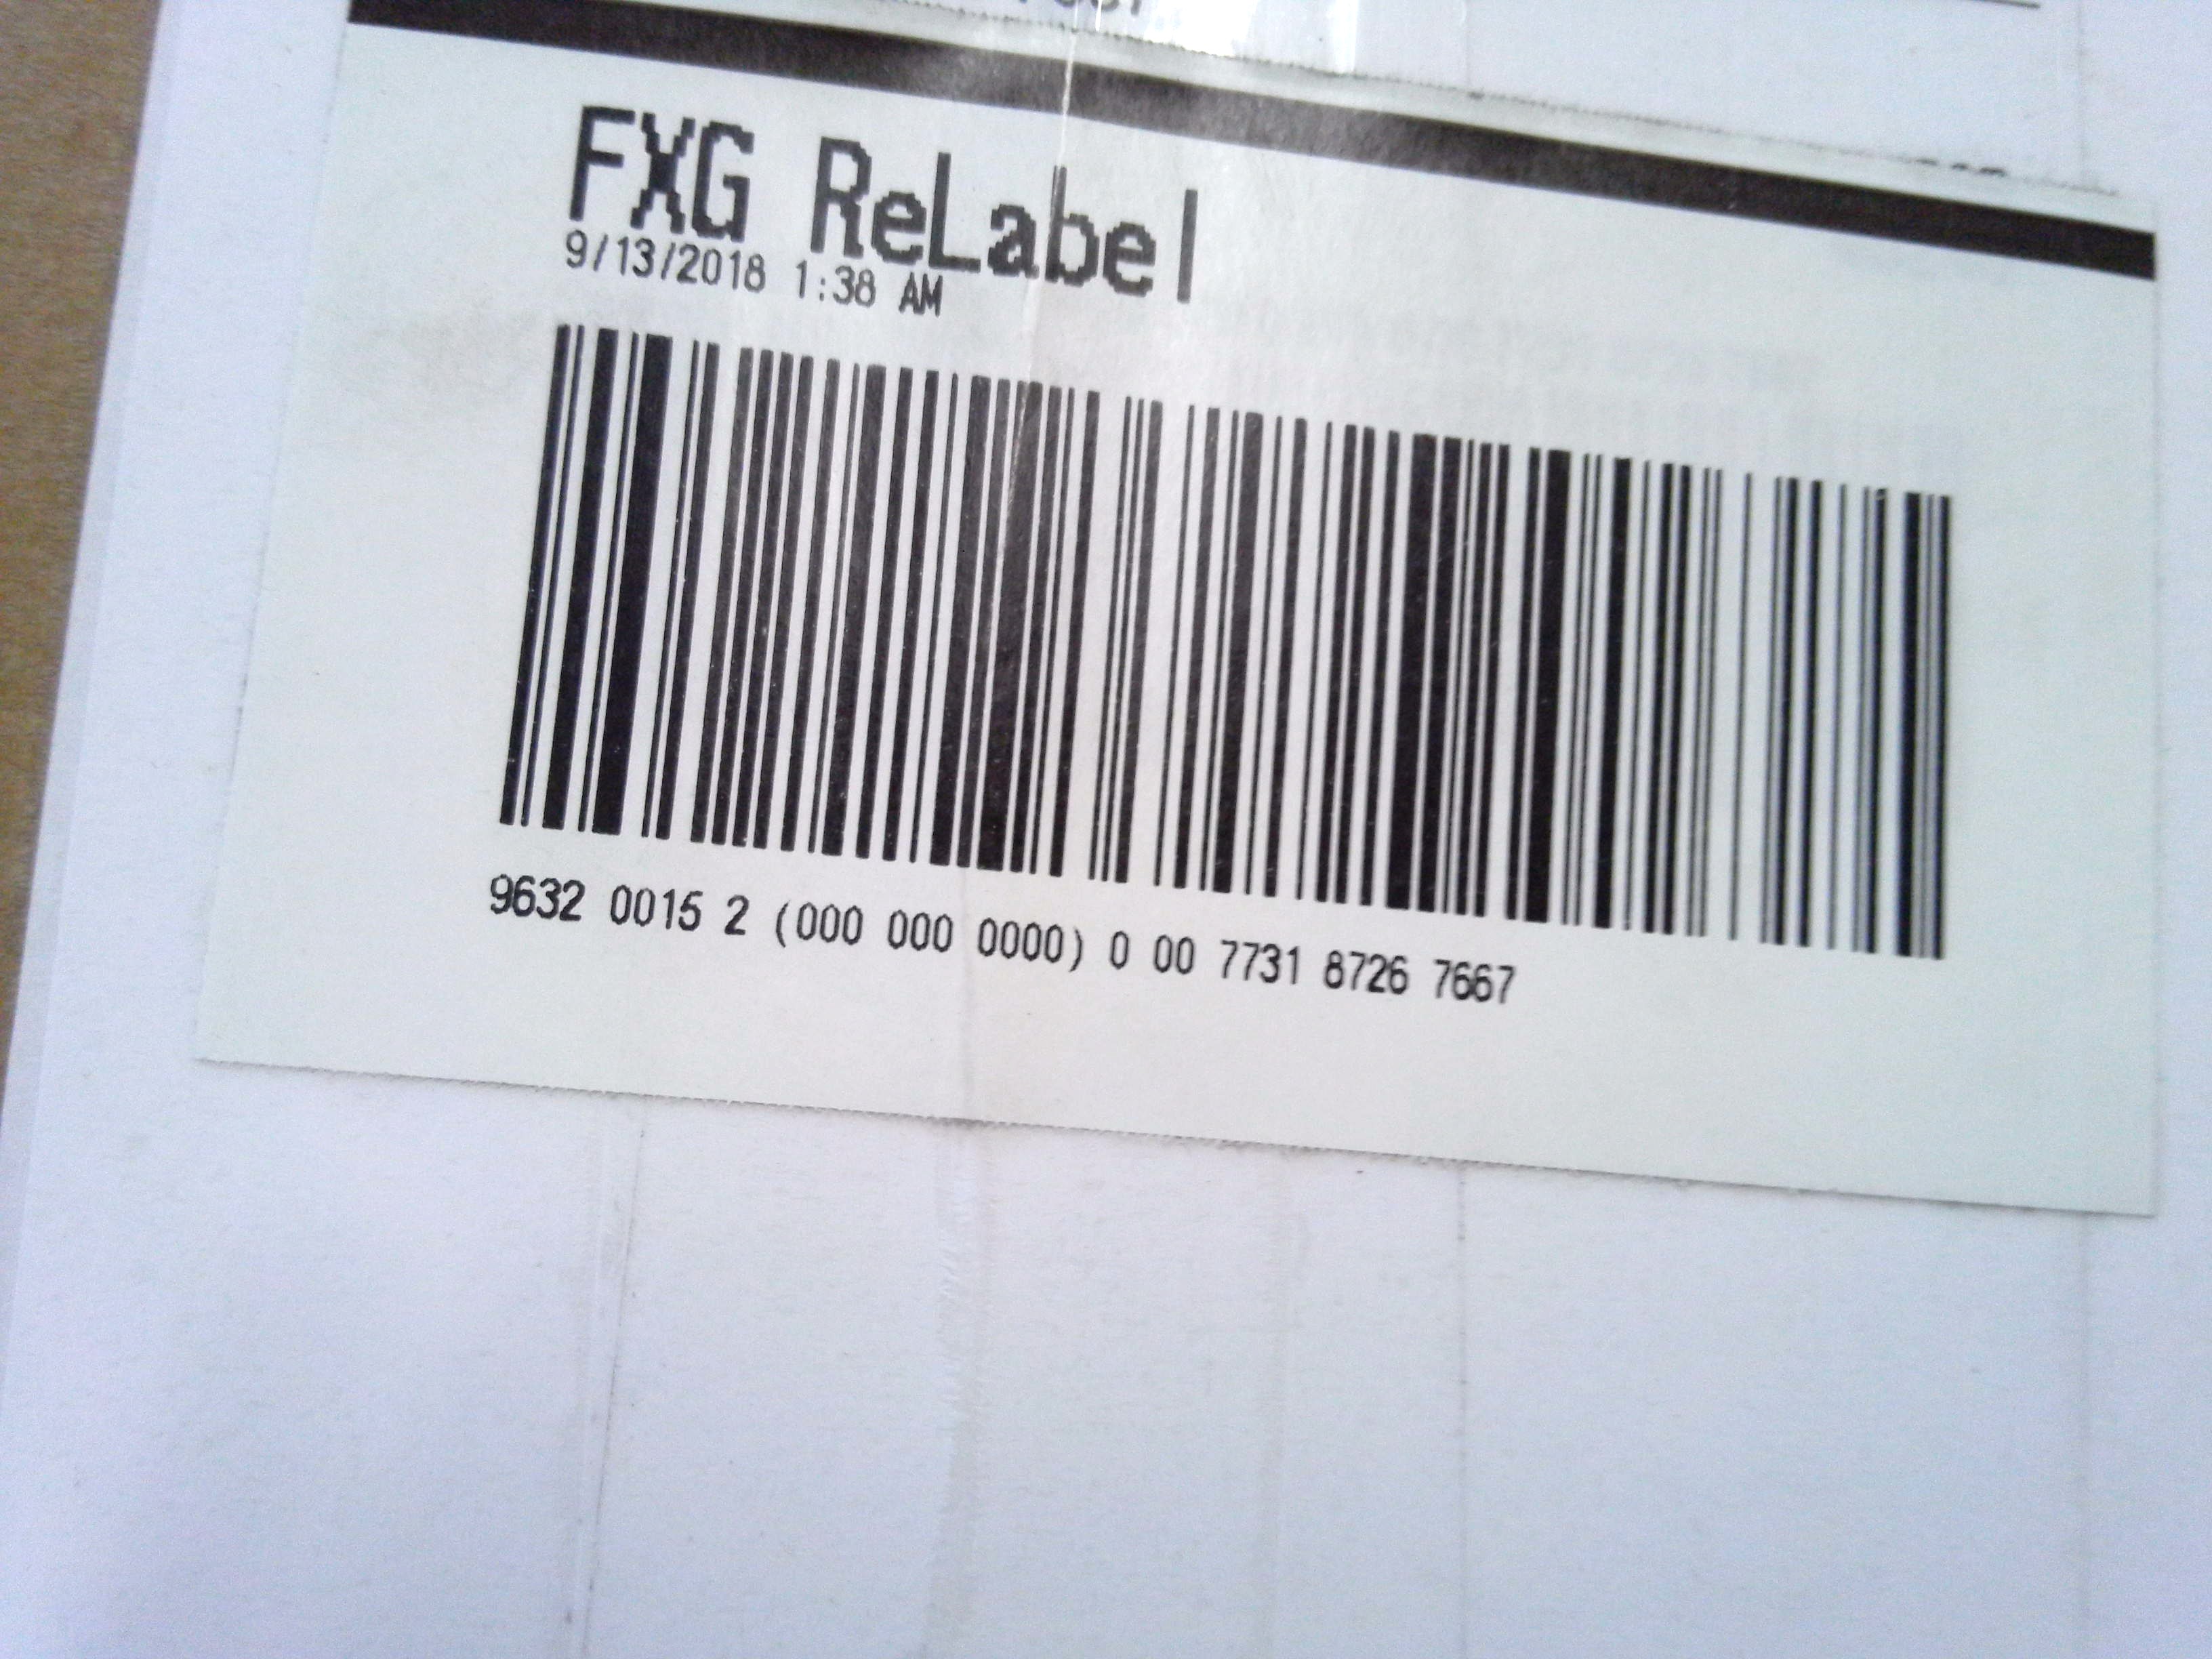 FXG ReLabel
9/13/2018 1:38 AM
9632 0015 2 (000 000 0000) 0 00 7731 8726 7667